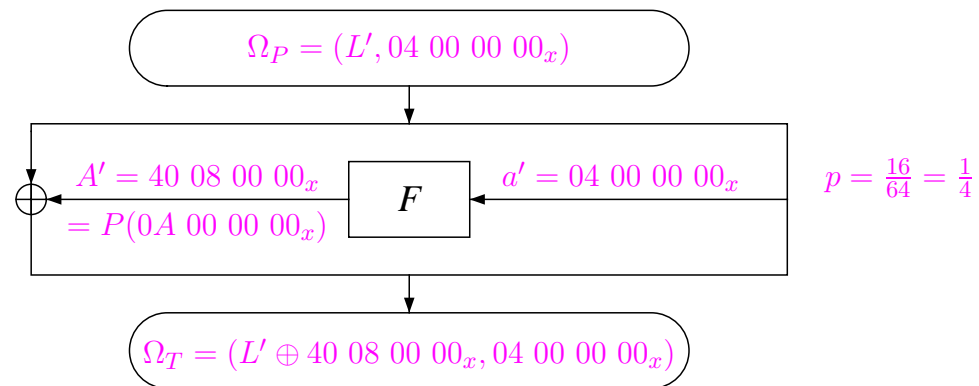 Ω_P = (L′, 04 00 00 00_x)
A′ = 40 08 00 00_x
= P(0A 00 00 00_x)
F
a′ = 04 00 00 00_x
p = 16/64 = 1/4
Ω_T = (L′ ⊕ 40 08 00 00_x, 04 00 00 00_x)